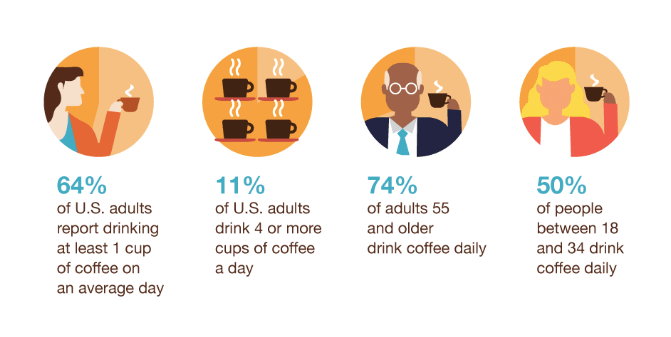 64%
of U.S. adults
report drinking
at least 1 cup
of coffee on
an average day
11%
of U.S. adults
drink 4 or more
cups of coffee
a day
74%
of adults 55
and older
drink coffee daily
50%
of people
between 18
and 34 drink
coffee daily